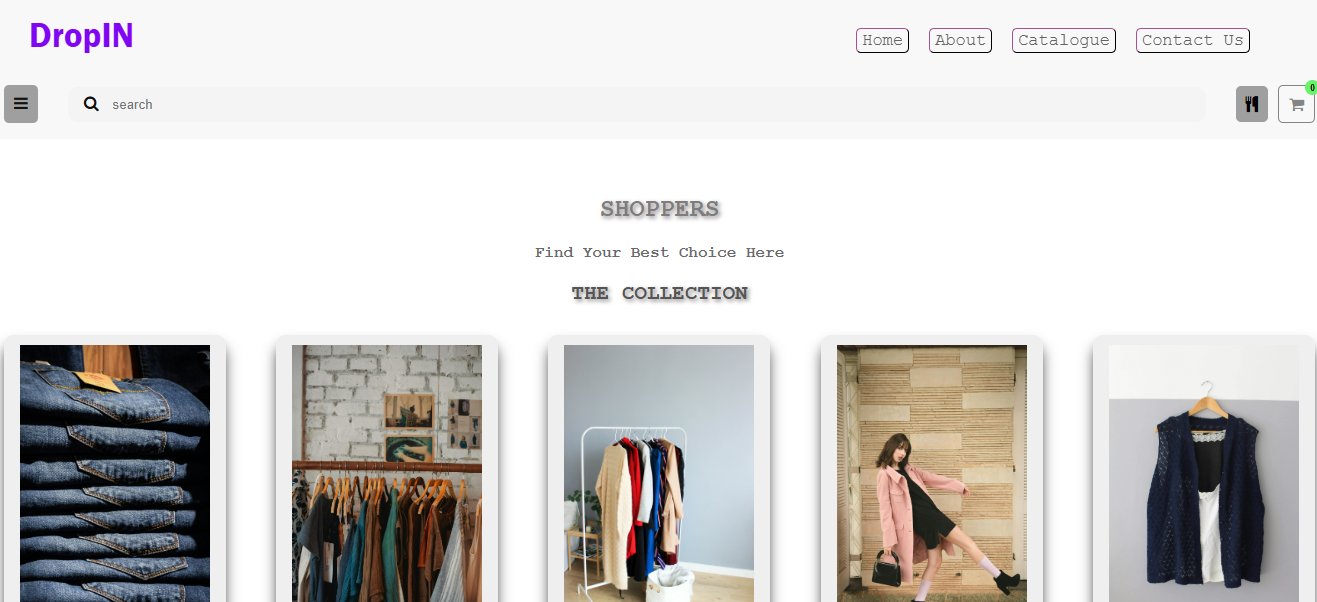 DropIN
Home About Catalogue Contact Us
search
0
SHOPPERS
Find Your Best Choice Here
THE COLLECTION